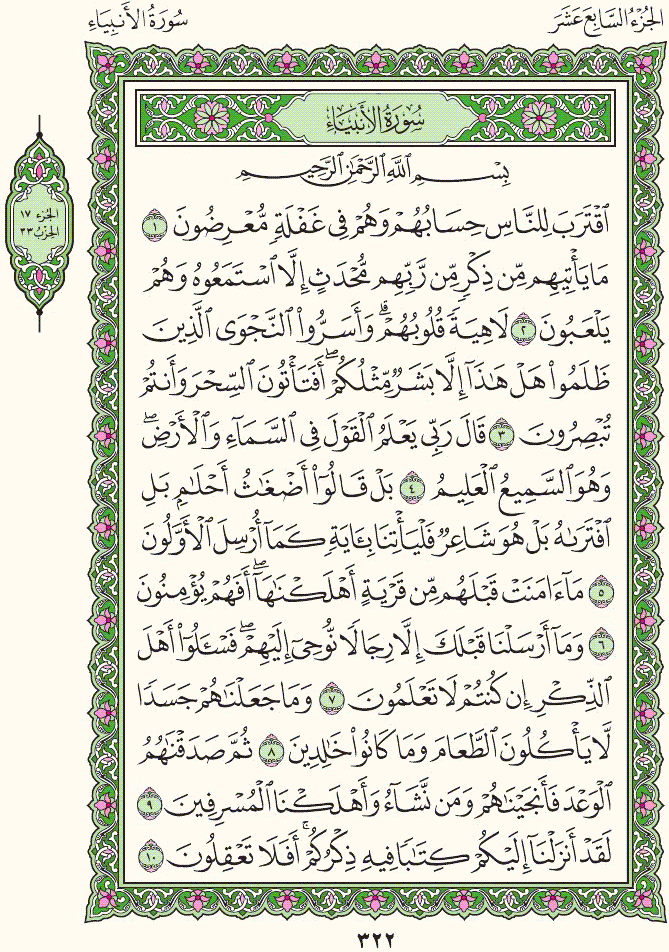 الجُزْءُ السَّابِعَ عَشَرَ
سُورَةُ الأَنبِيَاءِ
سُورَةُ الأَنبِيَاءِ
بِسْمِ ٱللَّهِ ٱلرَّحْمَٰنِ ٱلرَّحِيمِ
الجزء ١٧
الحزب ٣٣
ٱقْتَرَبَ لِلنَّاسِ حِسَابُهُمْ وَهُمْ فِى غَفْلَةٍ مُّعْرِضُونَ ١
مَا يَأْتِيهِم مِّن ذِكْرٍ مِّن رَّبِّهِم مُّحْدَثٍ إِلَّا ٱسْتَمَعُوهُ وَهُمْ
يَلْعَبُونَ ٢ لَاهِيَةً قُلُوبُهُمْ ۗ وَأَسَرُّوا۟ ٱلنَّجْوَى ٱلَّذِينَ
ظَلَمُوا۟ هَلْ هَٰذَآ إِلَّا بَشَرٌ مِّثْلُكُمْ ۖ أَفَتَأْتُونَ ٱلسِّحْرَ وَأَنتُمْ
تُبْصِرُونَ ٣ قَالَ رَبِّى يَعْلَمُ ٱلْقَوْلَ فِى ٱلسَّمَآءِ وَٱلْأَرْضِ ۖ
وَهُوَ ٱلسَّمِيعُ ٱلْعَلِيمُ ٤ بَلْ قَالُوٓا۟ أَضْغَٰثُ أَحْلَٰمٍۭ بَلِ
ٱفْتَرَىٰهُ بَلْ هُوَ شَاعِرٌ فَلْيَأْتِنَا بِـَٔايَةٍ كَمَآ أُرْسِلَ ٱلْأَوَّلُونَ
٥ مَآ ءَامَنَتْ قَبْلَهُم مِّن قَرْيَةٍ أَهْلَكْنَٰهَآ ۖ أَفَهُمْ يُؤْمِنُونَ
٦ وَمَآ أَرْسَلْنَا قَبْلَكَ إِلَّا رِجَالًا نُّوحِىٓ إِلَيْهِمْ ۖ فَسْـَٔلُوٓا۟ أَهْلَ
ٱلذِّكْرِ إِن كُنتُمْ لَا تَعْلَمُونَ ٧ وَمَا جَعَلْنَٰهُمْ جَسَدًا
لَّا يَأْكُلُونَ ٱلطَّعَامَ وَمَا كَانُوا۟ خَٰلِدِينَ ٨ ثُمَّ صَدَقْنَٰهُمُ
ٱلْوَعْدَ فَأَنجَيْنَٰهُمْ وَمَن نَّشَآءُ وَأَهْلَكْنَا ٱلْمُسْرِفِينَ ٩
لَقَدْ أَنزَلْنَآ إِلَيْكُمْ كِتَٰبًا فِيهِ ذِكْرُكُمْ ۖ أَفَلَا تَعْقِلُونَ ١٠
٣٢٢